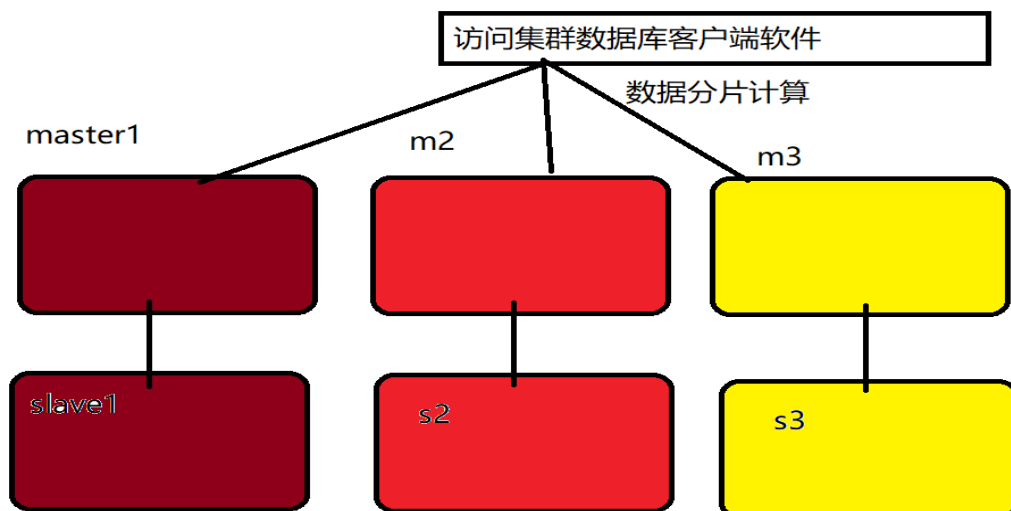 访问集群数据库客户端软件
数据分片计算
master1
m2
m3
slave1
s2
s3